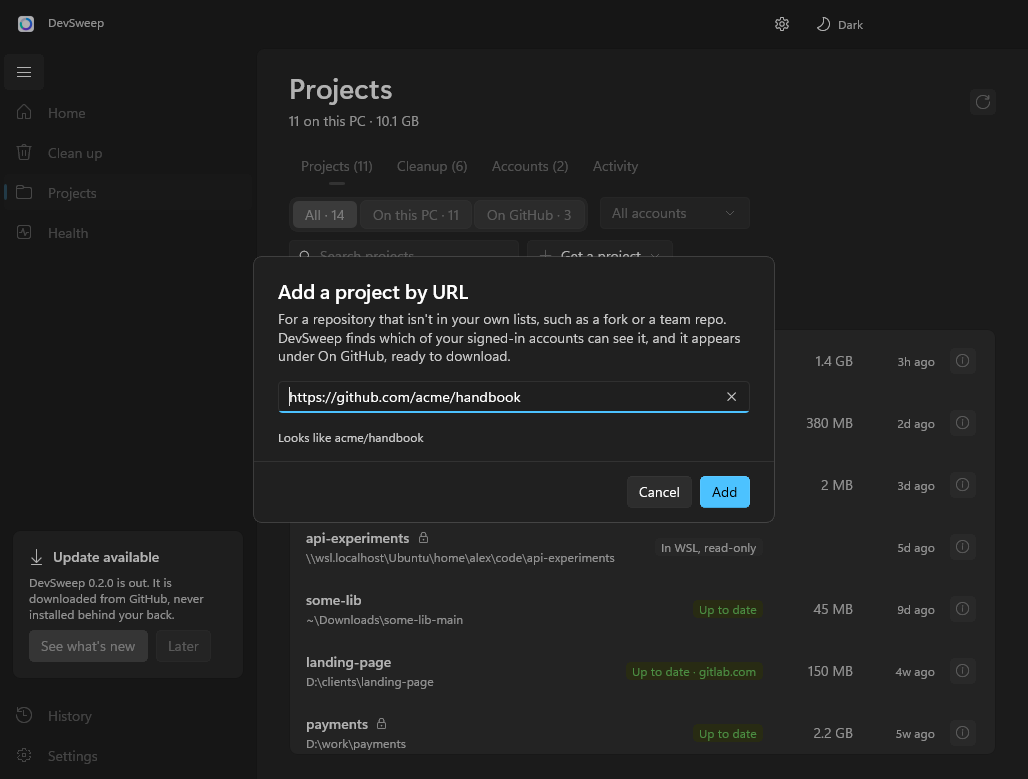 DevSweep
Dark
Home
Clean up
Projects
Health
Projects
11 on this PC · 10.1 GB
Projects (11)
Cleanup (6)
Accounts (2)
Activity
All · 14
On this PC · 11
On GitHub · 3
All accounts
Search projects
Get a project
Add a project by URL
For a repository that isn't in your own lists, such as a fork or a team repo.
DevSweep finds which of your signed-in accounts can see it, and it appears
under On GitHub, ready to download.
https://github.com/acme/handbook
Looks like acme/handbook
Cancel
Add
1.4 GB
3h ago
380 MB
2d ago
2 MB
3d ago
api-experiments
\\wsl.localhost\Ubuntu\home\alex\code\api-experiments
In WSL, read-only
5d ago
some-lib
~\Downloads\some-lib-main
Up to date
45 MB
9d ago
landing-page
D:\clients\landing-page
Up to date · gitlab.com
150 MB
4w ago
payments
D:\work\payments
Up to date
2.2 GB
5w ago
Update available
DevSweep 0.2.0 is out. It is
downloaded from GitHub, never
installed behind your back.
See what's new
Later
History
Settings